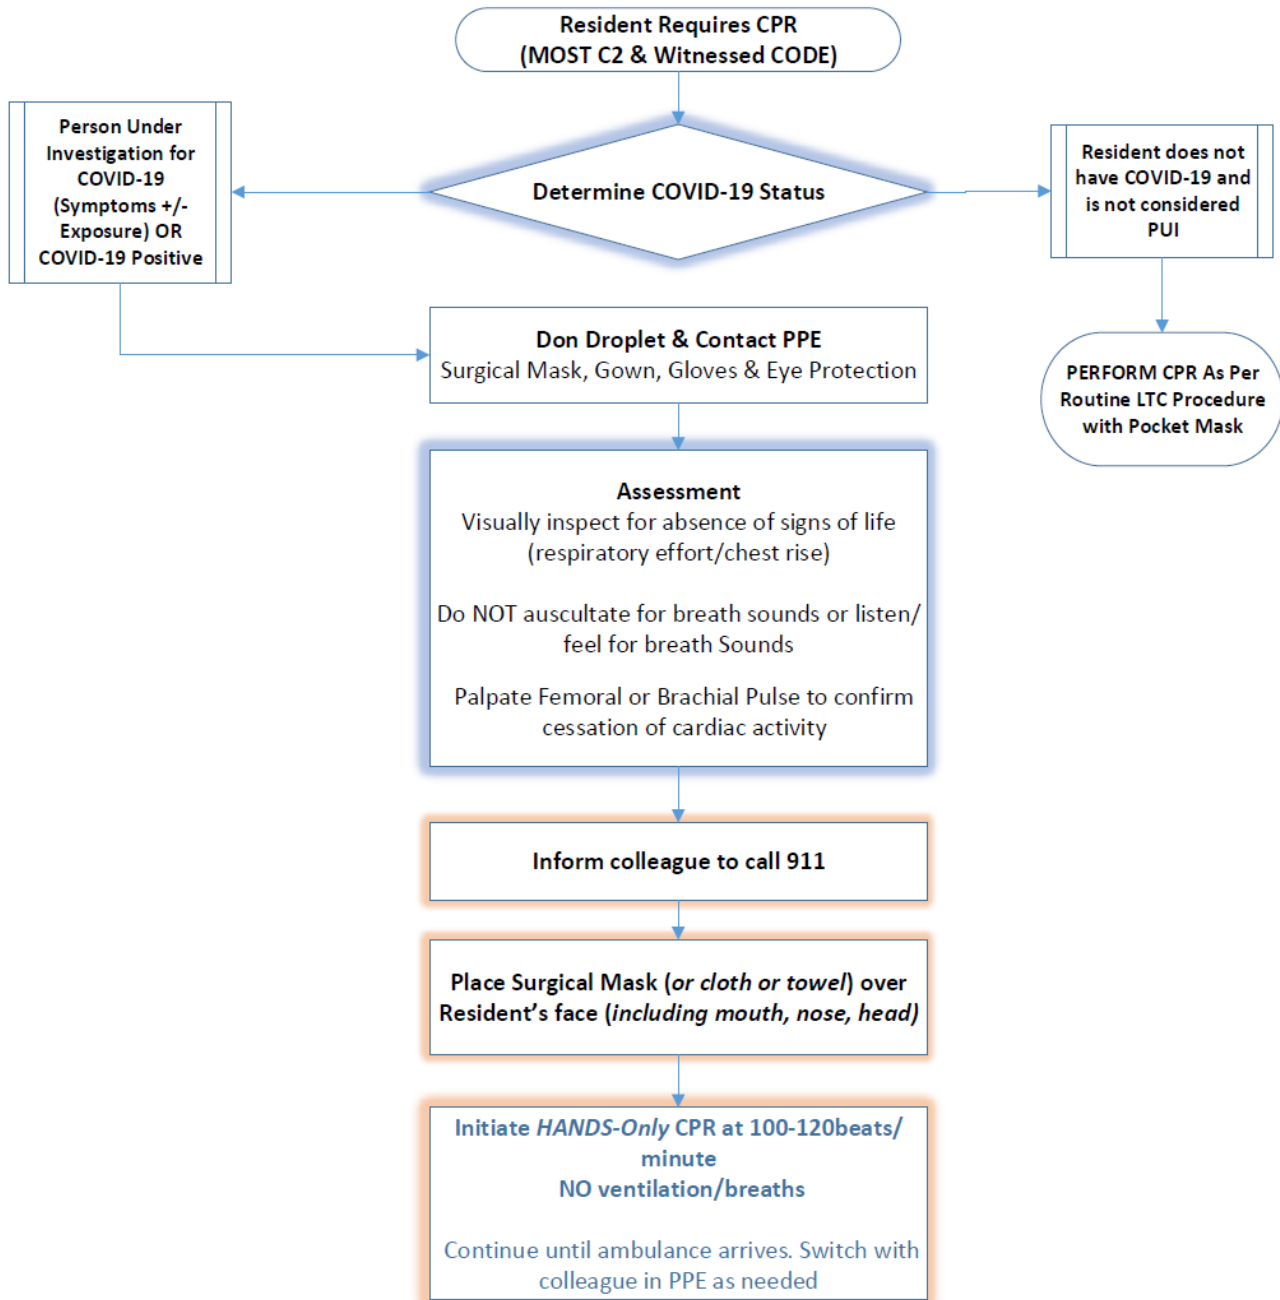 Resident Requires CPR
(MOST C2 & Witnessed CODE)
Person Under
Investigation for
COVID-19
(Symptoms +/-
Exposure) OR
COVID-19 Positive
Determine COVID-19 Status
Resident does not
have COVID-19 and
is not considered
PUI
Don Droplet & Contact PPE
Surgical Mask, Gown, Gloves & Eye Protection
PERFORM CPR As Per
Routine LTC Procedure
with Pocket Mask
Assessment
Visually inspect for absence of signs of life
(respiratory effort/chest rise)
Do NOT auscultate for breath sounds or listen/
feel for breath Sounds
Palpate Femoral or Brachial Pulse to confirm
cessation of cardiac activity
Inform colleague to call 911
Place Surgical Mask (or cloth or towel) over
Resident’s face (including mouth, nose, head)
Initiate HANDS-Only CPR at 100-120beats/
minute
NO ventilation/breaths
Continue until ambulance arrives. Switch with
colleague in PPE as needed